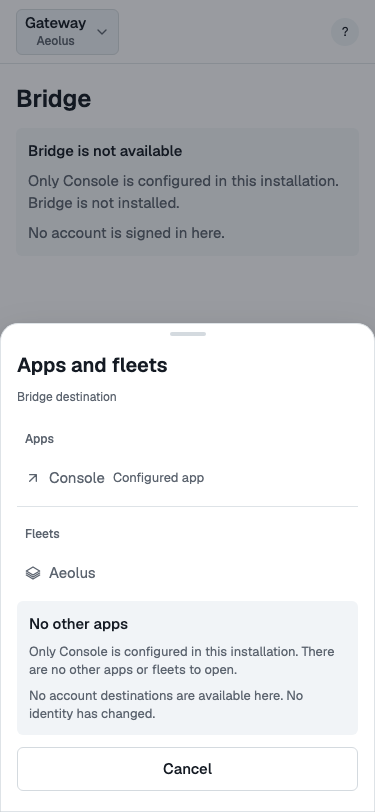 Gateway
Aeolus
?
Bridge
Bridge is not available
Only Console is configured in this installation.
Bridge is not installed.
No account is signed in here.
Apps and fleets
Bridge destination
Apps
Console Configured app
Fleets
Aeolus
No other apps
Only Console is configured in this installation. There
are no other apps or fleets to open.
No account destinations are available here. No
identity has changed.
Cancel